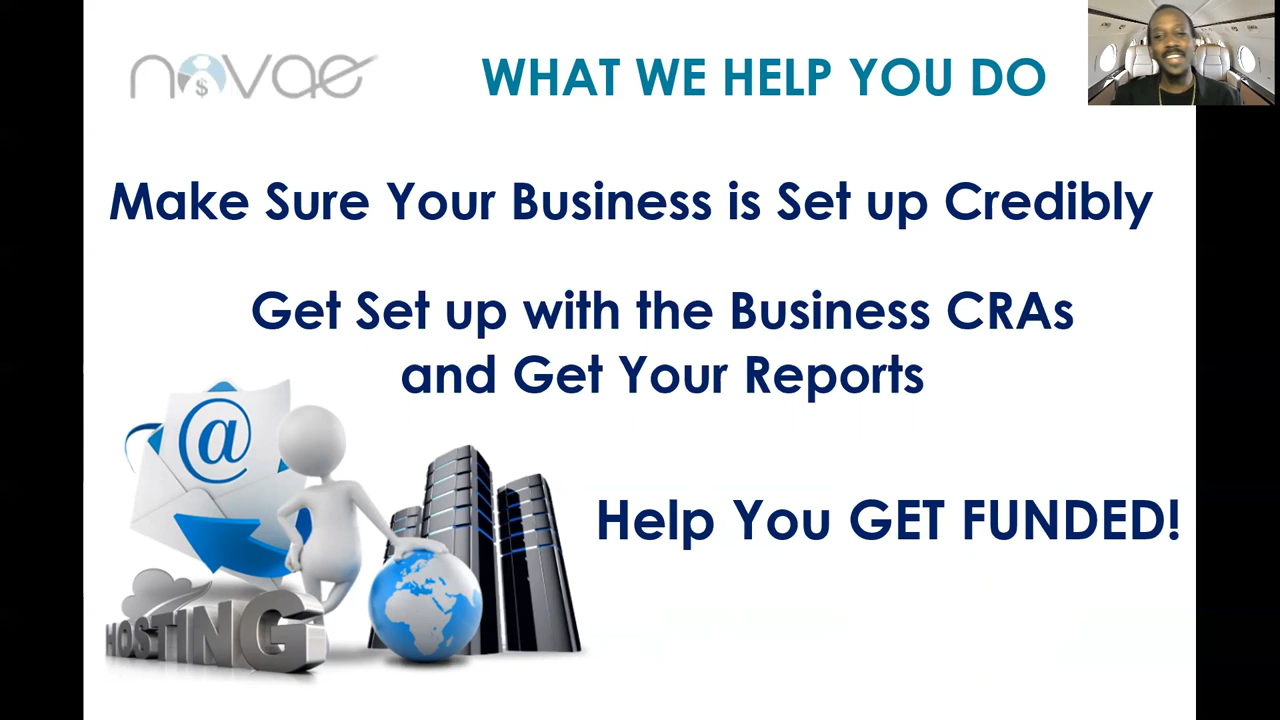 novae
$
WHAT WE HELP YOU DO
Make Sure Your Business is Set up Credibly
Get Set up with the Business CRAs
and Get Your Reports
@
Help You GET FUNDED!
HOSTING